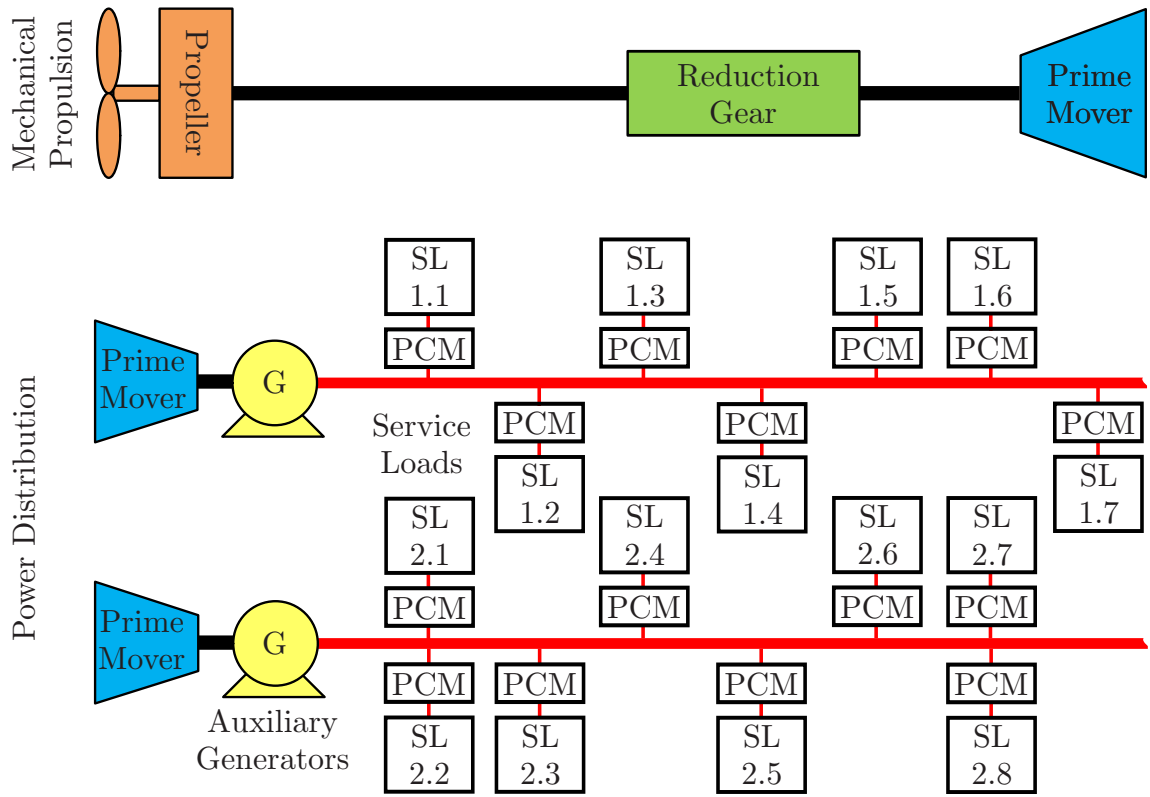 Mechanical
Propulsion
Propeller
Reduction
Gear
Prime
Mover
SL
1.1
SL
1.3
SL
1.5
SL
1.6
PCM
PCM
PCM
PCM
Prime
Mover
G
Service
Loads
PCM
PCM
PCM
SL
1.2
SL
1.4
SL
1.7
Power Distribution
SL
2.1
SL
2.4
SL
2.6
SL
2.7
PCM
PCM
PCM
PCM
Prime
Mover
G
Auxiliary
Generators
PCM
PCM
PCM
PCM
SL
2.2
SL
2.3
SL
2.5
SL
2.8